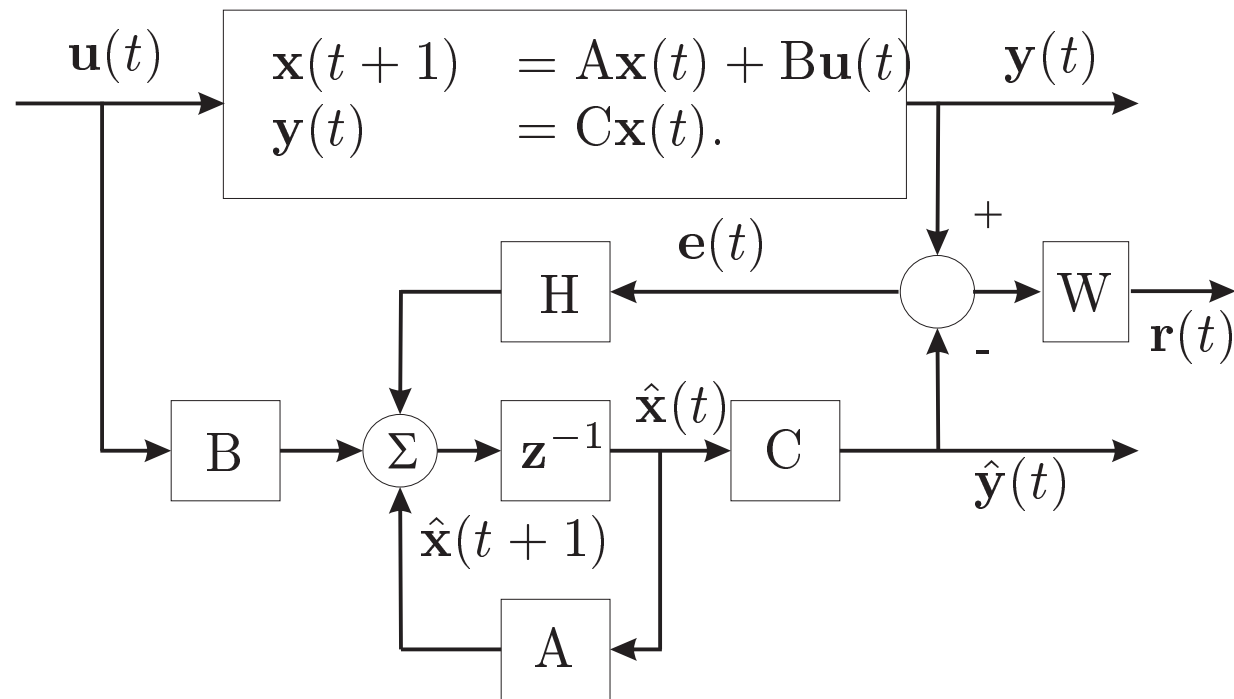 u(t)
x(t + 1) = Ax(t) + Bu(t)
y(t) = Cx(t).
y(t)
+
e(t)
H
W
-
r(t)
B
Σ
z⁻¹
x̂(t)
C
ŷ(t)
x̂(t + 1)
A